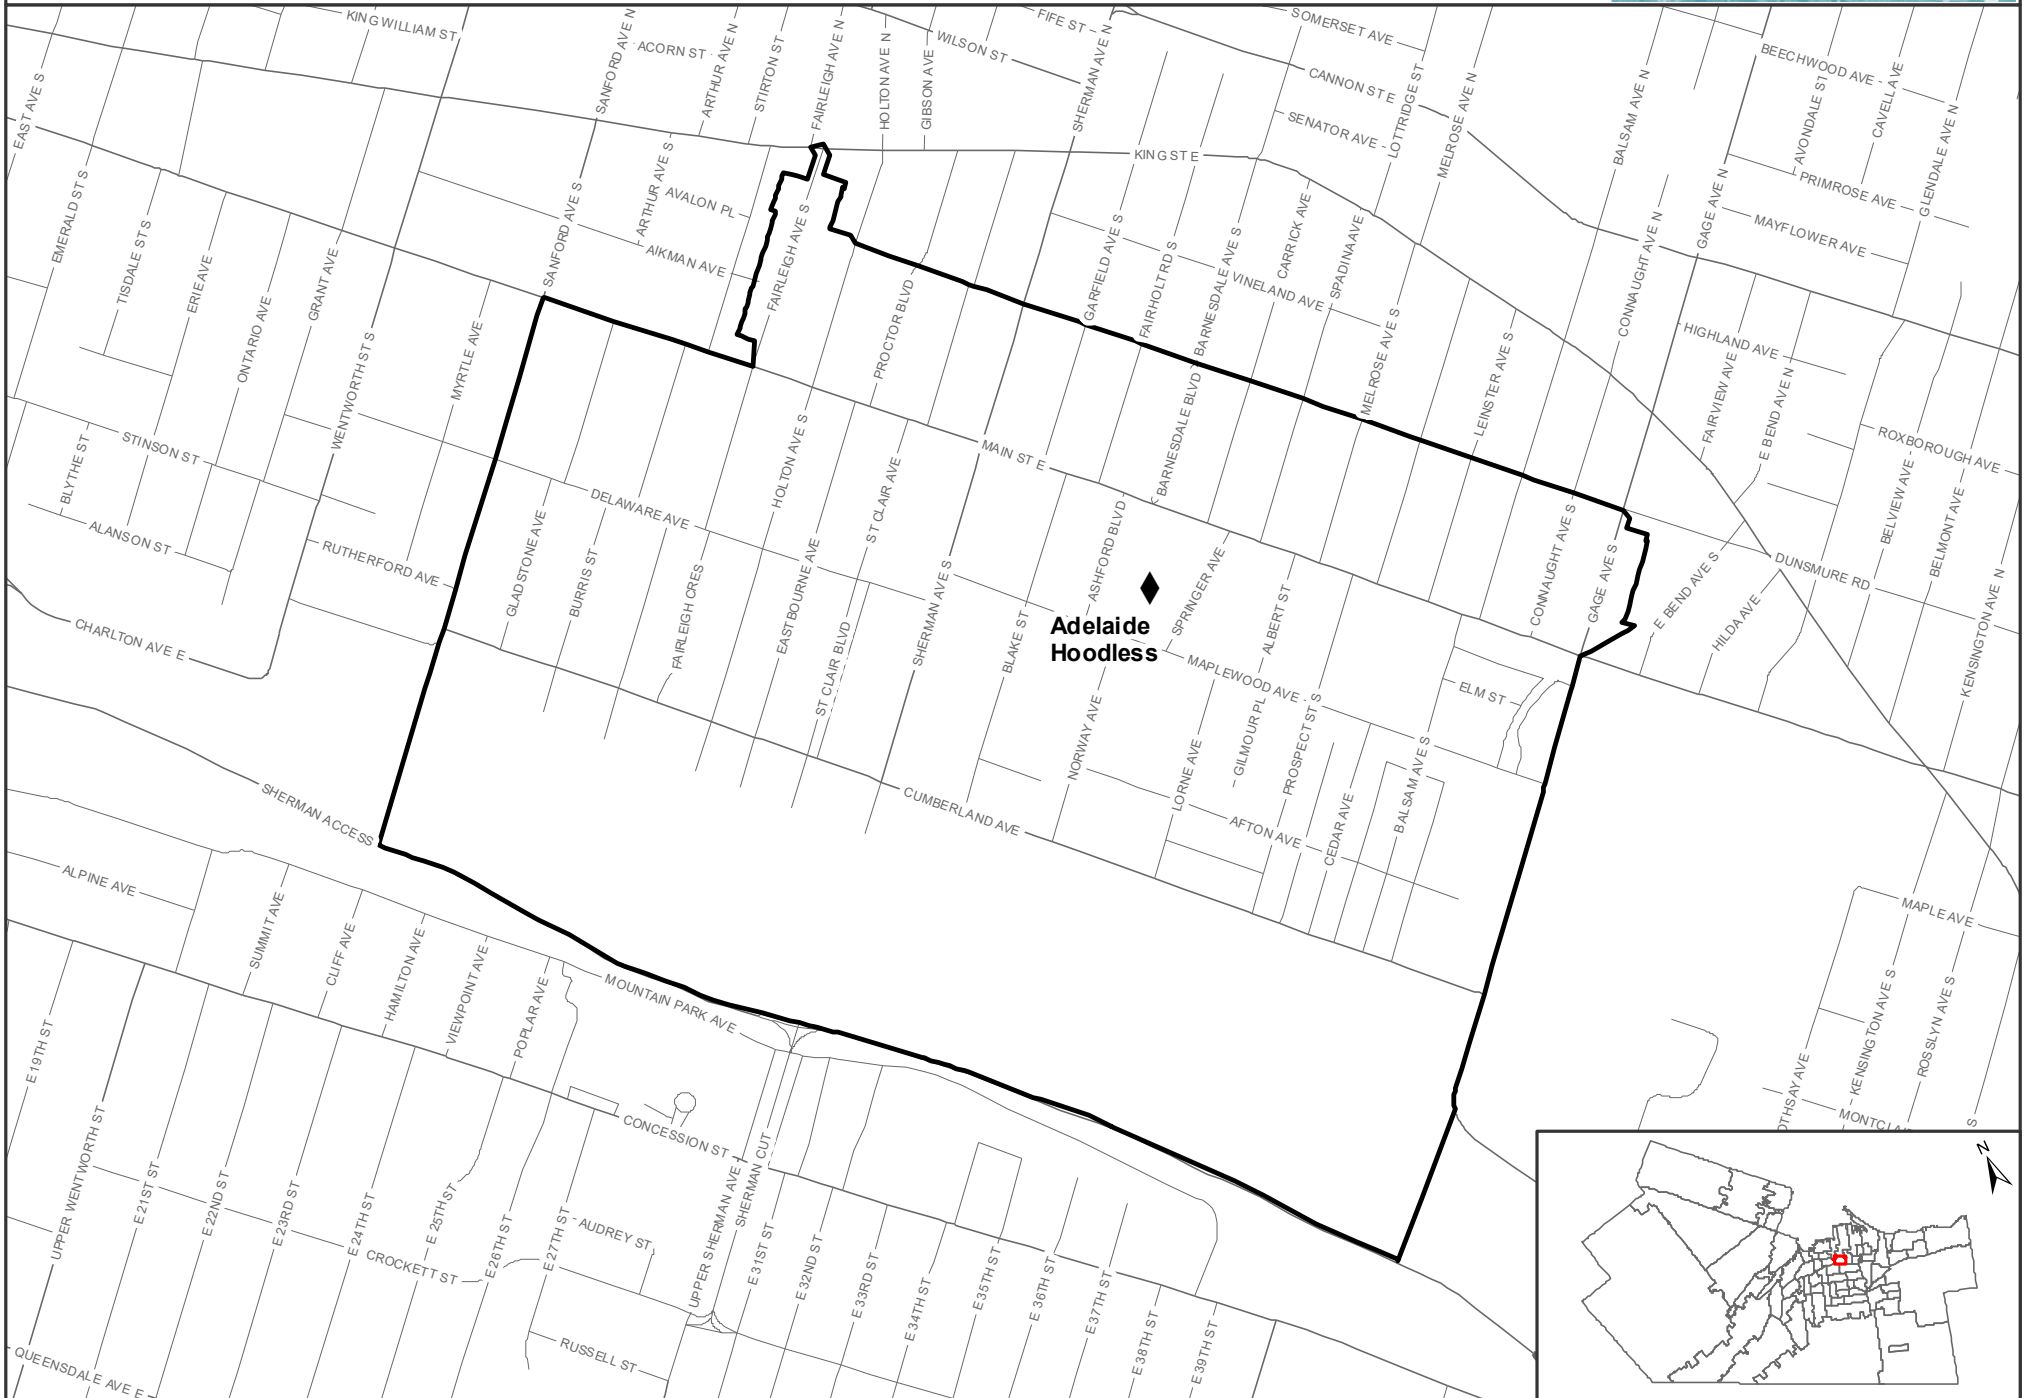 KING WILLIAM ST
SANFORD AVE N
ACORN ST
ARTHUR AVE N
STIRTON ST
FAIRLEIGH AVE N
HOLTON AVE N
GIBSON AVE
WILSON ST
FIFE ST
SHERMAN AVE N
SOMERSET AVE
CANNON ST E
SENATOR AVE
LOTTRIDGE ST
MELROSE AVE N
BALSAM AVE N
BEECHWOOD AVE
AVONDALE ST
CAVELL AVE
GLENDALE AVE N
PRIMROSE AVE
MAYFLOWER AVE
GAGE AVE N
CONNAUGHT AVE N
EAST AVE S
EMERALD ST S
TISDALE ST S
ERIE AVE
ONTARIO AVE
GRANT AVE
WENTWORTH ST S
MYRTLE AVE
SANFORD AVE S
ARTHUR AVE S
AVALON PL
AIKMAN AVE
FAIRLEIGH AVE S
KING ST E
PROCTOR BLVD
GARFIELD AVE S
FAIRHOLT RD S
BARNESDALE AVE S
CARRICK AVE
VINELAND AVE
SPADINA AVE
MELROSE AVE S
LEINSTER AVE S
HIGHLAND AVE
FAIRVIEW AVE
E BEND AVE N
ROXBOROUGH AVE
BELVIEW AVE
BELMONT AVE
DUNSMURE RD
KENSINGTON AVE N
STINSON ST
BLYTHE ST
ALANSON ST
RUTHERFORD AVE
CHARLTON AVE E
DELAWARE AVE
GLADSTONE AVE
BURRIS ST
FAIRLEIGH CRES
HOLTON AVE S
EASTBOURNE AVE
S ST CLAIR AVE
ST CLAIR BLVD
SHERMAN AVE S
MAIN ST E
BARNESDALE BLVD
ASHFORD BLVD
BLAKE ST
SPRINGER AVE
ALBERT ST
Adelaide
Hoodless
MAPLEWOOD AVE
NORWAY AVE
LORNE AVE
GILMOUR PL
PROSPECT ST S
CEDAR AVE
BALSAM AVE S
AFTON AVE
ELM ST
CONNAUGHT AVE S
GAGE AVE S
E BEND AVE S
HILDA AVE
CUMBERLAND AVE
SHERMAN ACCESS
ALPINE AVE
SUMMIT AVE
CLIFF AVE
HAMILTON AVE
VIEWPOINT AVE
POPLAR AVE
MOUNTAIN PARK AVE
CONCESSION ST
MAPLE AVE
KENSINGTON AVE S
ROSSLYN AVE S
OTHSAY AVE
MONTCLAI
S
E 19TH ST
UPPER WENTWORTH ST
E 21ST ST
E 22ND ST
E 23RD ST
E 24TH ST
E 25TH ST
E 26TH ST
E 27TH ST
CROCKETT ST
AUDREY ST
RUSSELL ST
QUEENSDALE AVE E
UPPER SHERMAN AVE
SHERMAN CUT
E 31ST ST
E 32ND ST
E 33RD ST
E 34TH ST
E 35TH ST
E 36TH ST
E 37TH ST
E 38TH ST
E 39TH ST
N